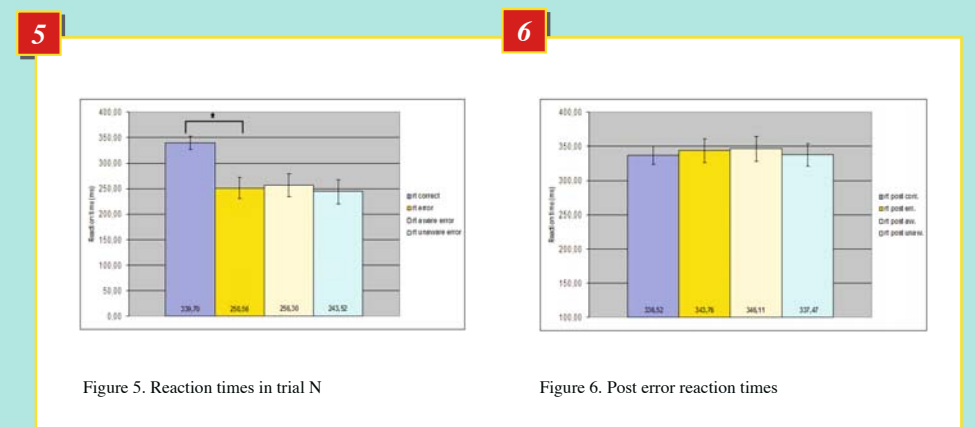 5
6
400,00
350,00
300,00
250,00
200,00
150,00
100,00
50,00
0,00
Reaction time (ms)
*
339,70
250,56
256,30
243,52
rt correct
rt error
rt aware error
rt unaware error
400,00
350,00
300,00
250,00
200,00
150,00
100,00
Reaction time (ms)
336,52
343,76
346,11
337,47
rt post corr.
rt post err.
rt post aw.
rt post unaw.
Figure 5. Reaction times in trial N
Figure 6. Post error reaction times